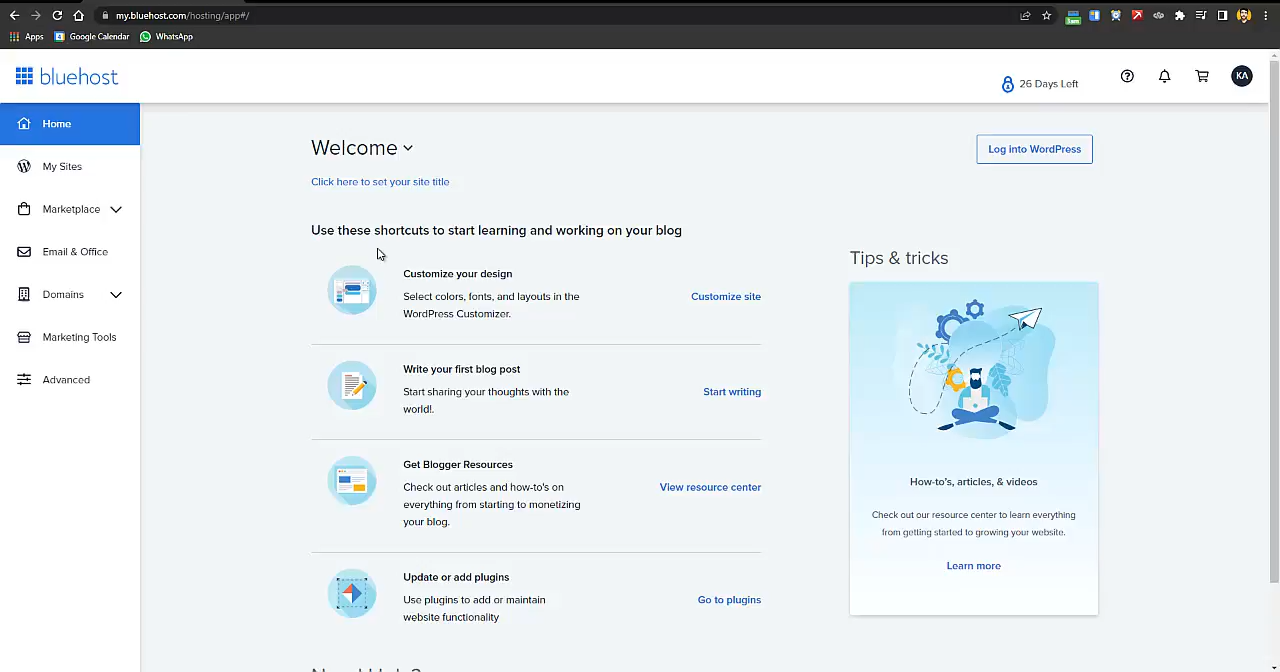 my.bluehost.com/hosting/app#/
Apps
Google Calendar
WhatsApp
bluehost
26 Days Left
KA
Home
My Sites
Marketplace
Email & Office
Domains
Marketing Tools
Advanced
Welcome
Log into WordPress
Click here to set your site title
Use these shortcuts to start learning and working on your blog
Customize your design
Select colors, fonts, and layouts in the
WordPress Customizer.
Customize site
Write your first blog post
Start sharing your thoughts with the
world!.
Start writing
Get Blogger Resources
Check out articles and how-to's on
everything from starting to monetizing
your blog.
View resource center
Update or add plugins
Use plugins to add or maintain
website functionality
Go to plugins
Tips & tricks
How-to's, articles, & videos
Check out our resource center to learn everything
from getting started to growing your website.
Learn more